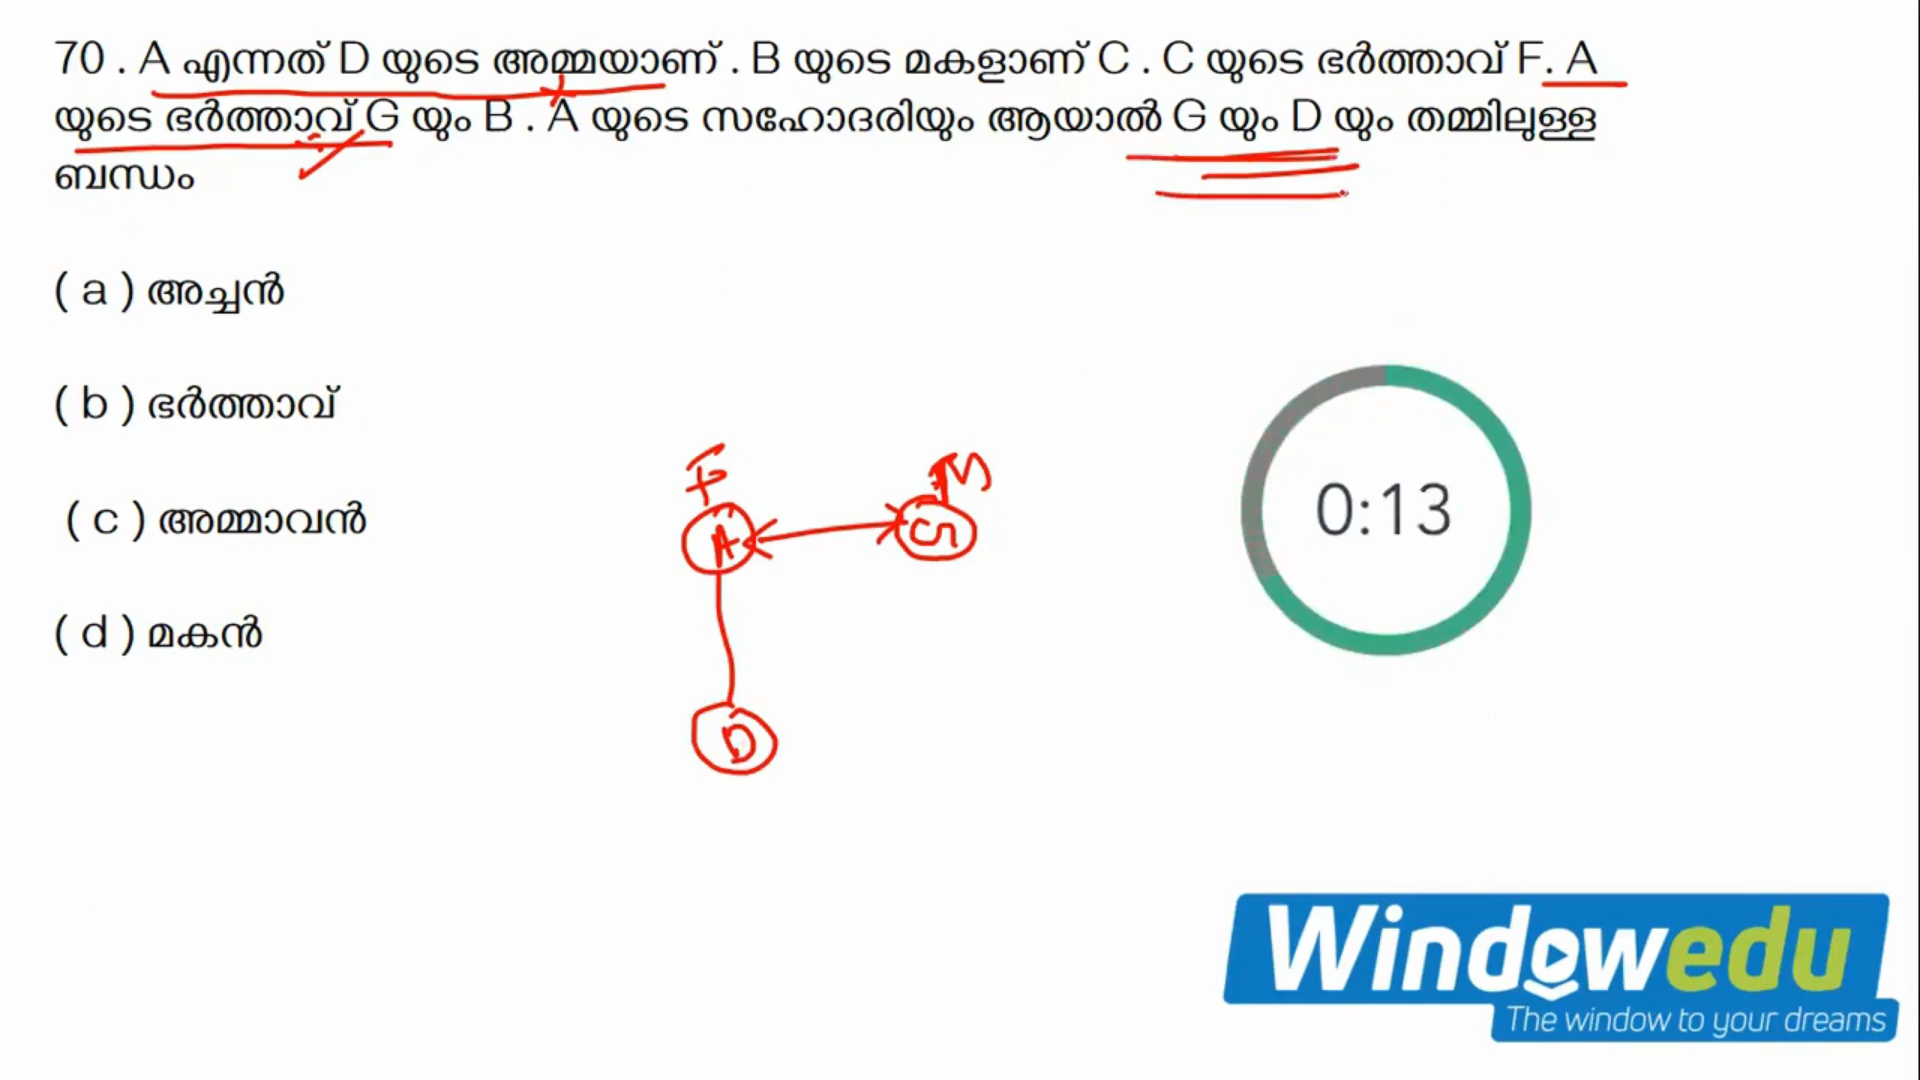 70 . A എന്നത് D യുടെ അമ്മയാണ് . B യുടെ മകളാണ് C . C യുടെ ഭർത്താവ് F. A
യുടെ ഭർത്താവ് G യും B . A യുടെ സഹോദരിയും ആയാൽ G യും D യും തമ്മിലുള്ള
ബന്ധം
( a ) അച്ചൻ
( b ) ഭർത്താവ്
( c ) അമ്മാവൻ
( d ) മകൻ
F M
A G
D
0:13
Windowedu
The window to your dreams